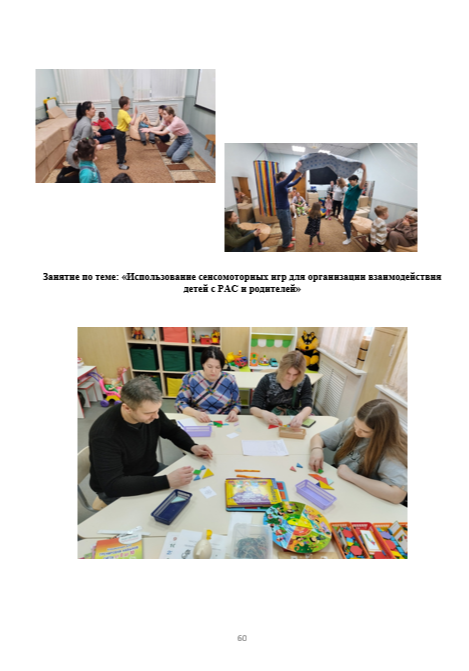 Занятие по теме: «Использование сенсомоторных игр для организации взаимодействия
детей с РАС и родителей»
60